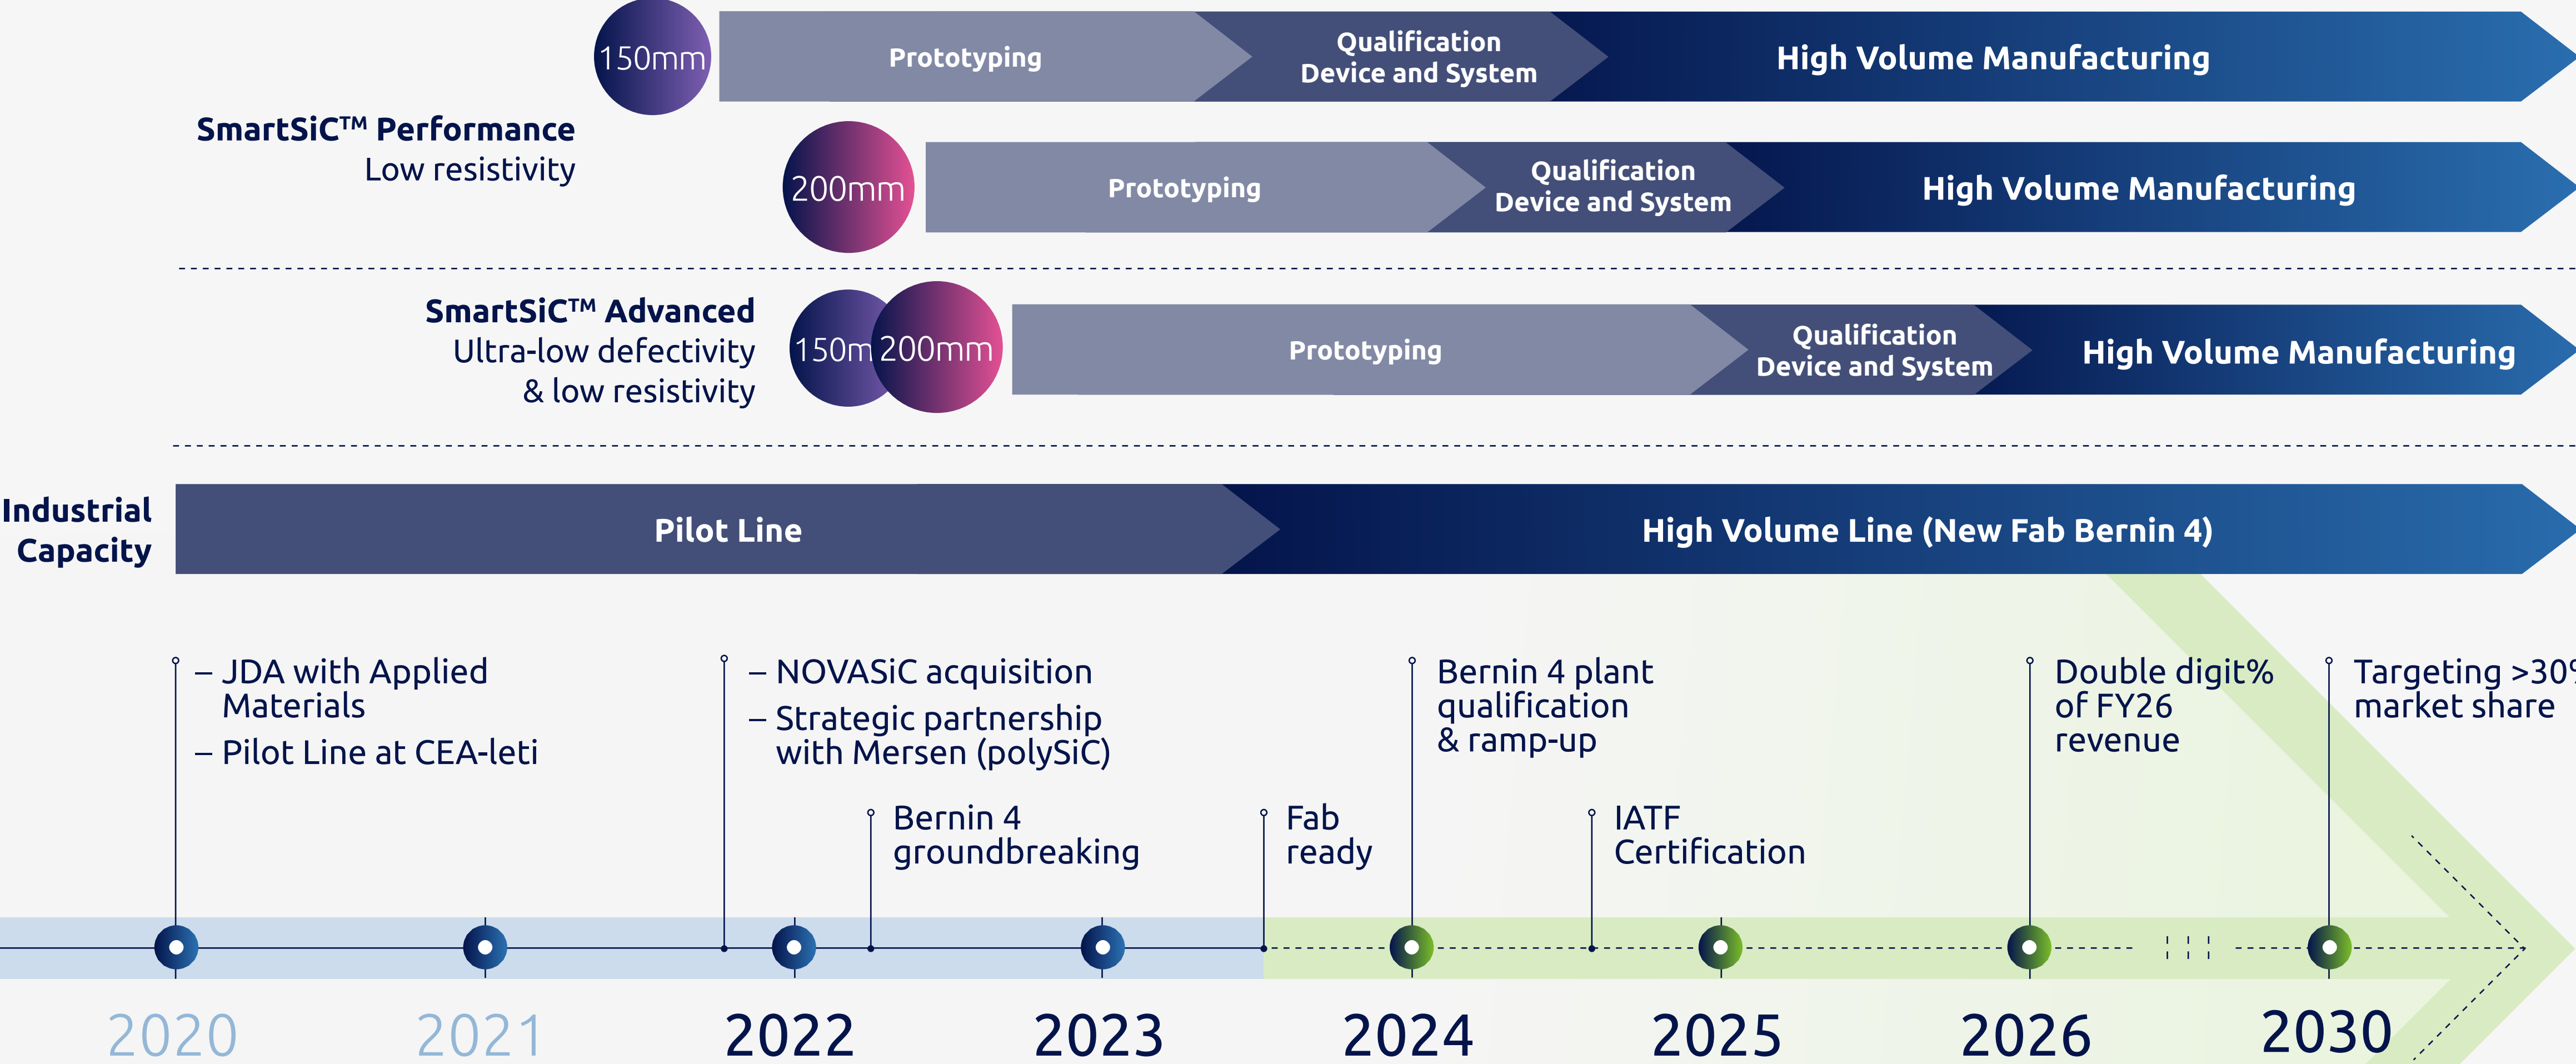 150mm
Prototyping
Qualification
Device and System
High Volume Manufacturing
SmartSiC™ Performance
Low resistivity
200mm
Prototyping
Qualification
Device and System
High Volume Manufacturing
SmartSiC™ Advanced
Ultra-low defectivity
& low resistivity
150m
200mm
Prototyping
Qualification
Device and System
High Volume Manufacturing
Industrial
Capacity
Pilot Line
High Volume Line (New Fab Bernin 4)
– JDA with Applied
Materials
– Pilot Line at CEA-leti
– NOVASiC acquisition
– Strategic partnership
with Mersen (polySiC)
Bernin 4
groundbreaking
Fab
ready
Bernin 4 plant
qualification
& ramp-up
IATF
Certification
Double digit%
of FY26
revenue
Targeting >30%
market share
2020 2021 2022 2023 2024 2025 2026 2030